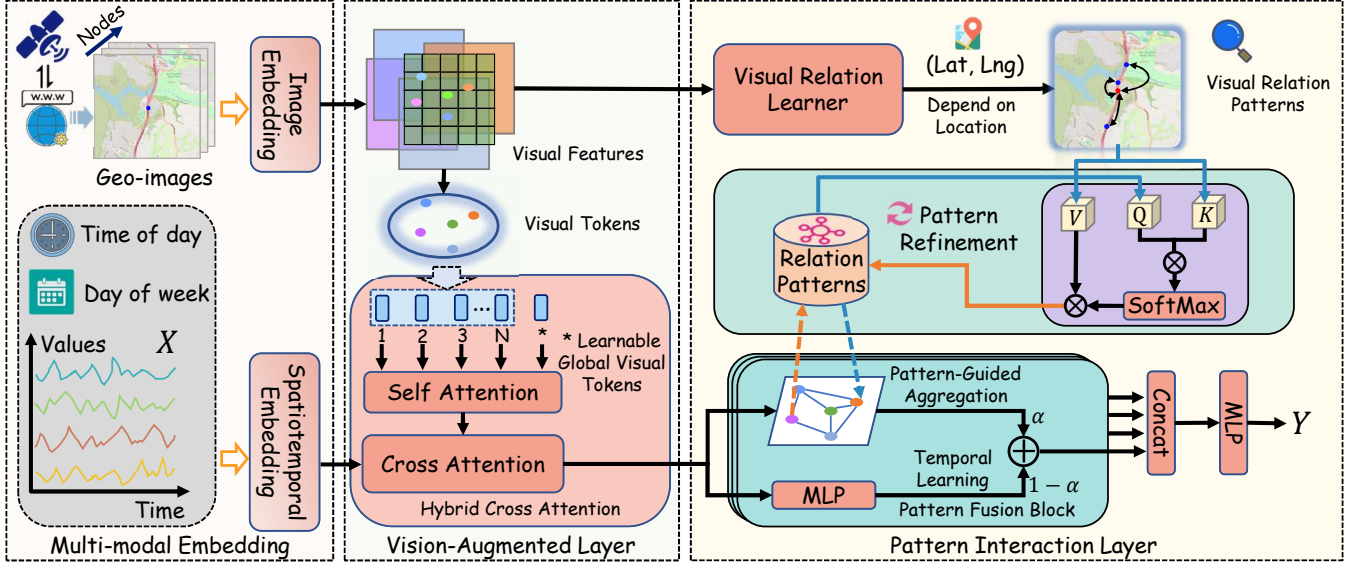 Nodes
W.W.W
Geo-images
Image
Embedding
Time of day
Day of week
Values
X
Time
Spatiotemporal
Embedding
Multi-modal Embedding
Visual Features
Visual Tokens
1 2 3 ... N *
* Learnable
Global Visual
Tokens
Self Attention
Cross Attention
Hybrid Cross Attention
Vision-Augmented Layer
Visual Relation
Learner
(Lat, Lng)
Depend on
Location
Visual Relation
Patterns
V Q K
SoftMax
Pattern
Refinement
Relation
Patterns
Pattern-Guided
Aggregation
α
Temporal
Learning
1 − α
MLP
Pattern Fusion Block
Concat
MLP
Y
Pattern Interaction Layer